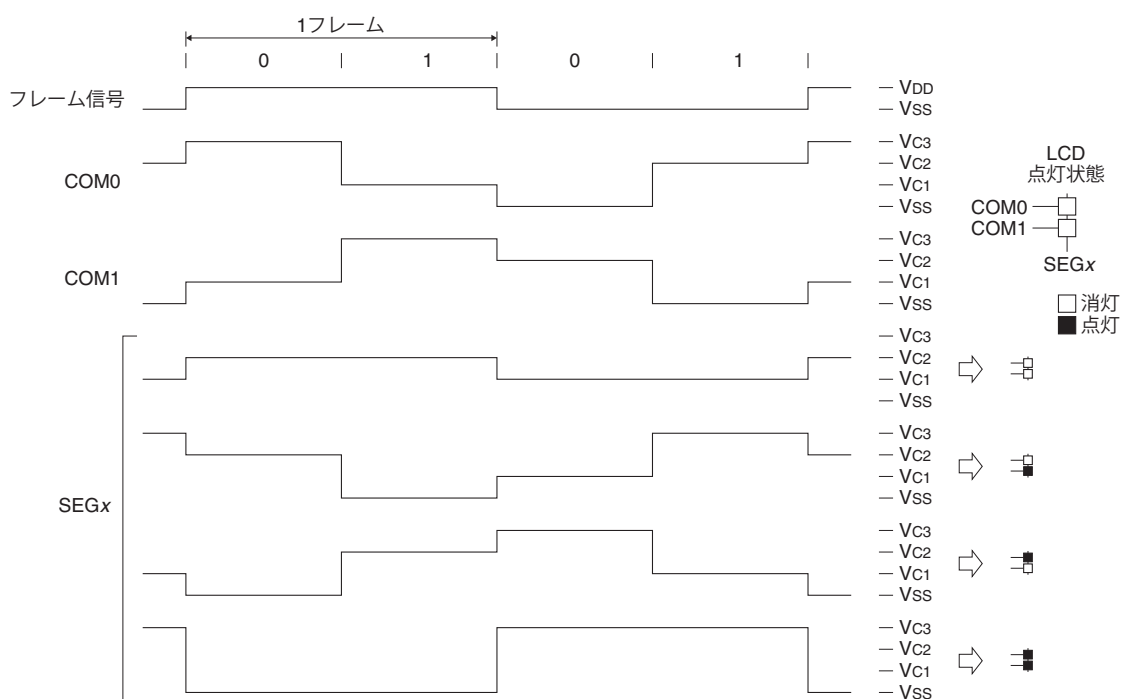 1フレーム
0 1 0 1
フレーム信号
VDD
VSS
COM0
VC3
VC2
VC1
VSS
LCD
点灯状態
COM0
COM1
SEGx
消灯
点灯
COM1
VC3
VC2
VC1
VSS
SEGx
VC3
VC2
VC1
VSS
VC3
VC2
VC1
VSS
VC3
VC2
VC1
VSS
VC3
VC2
VC1
VSS